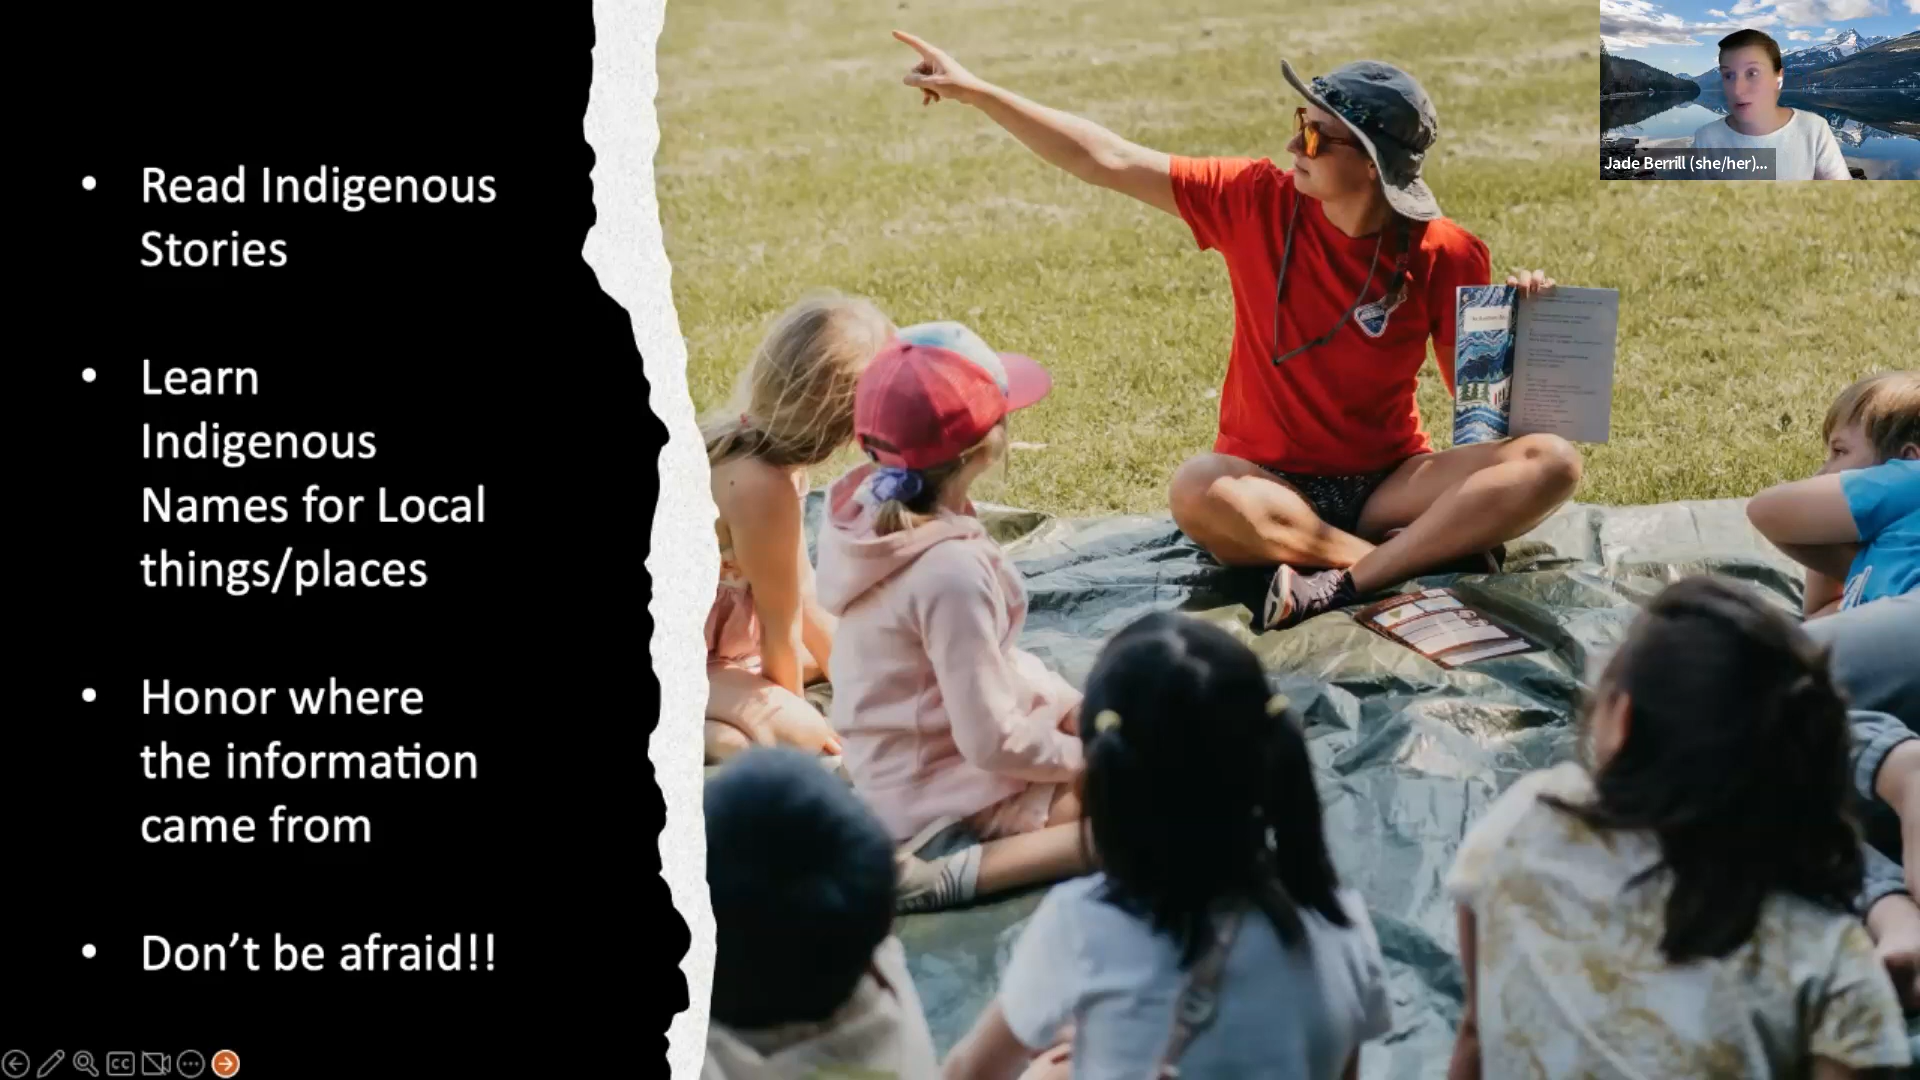 • Read Indigenous
Stories
• Learn
Indigenous
Names for Local
things/places
• Honor where
the information
came from
• Don’t be afraid!!
Jade Berrill (she/her)...
CC